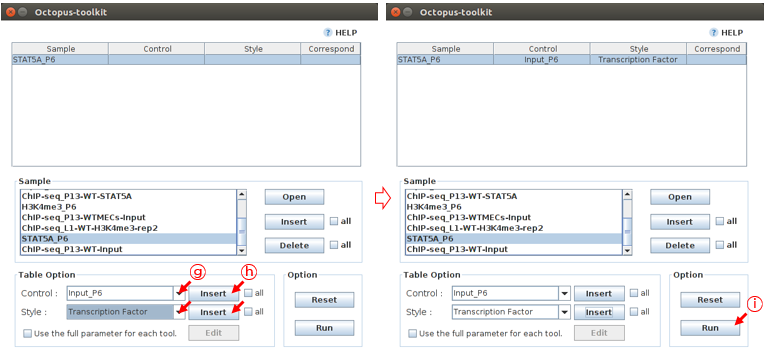 Octopus-toolkit
? HELP
Sample Control Style Correspond
STAT5A_P6
Sample
ChIP-seq_P13-WT-STAT5A
H3K4me3_P6
ChIP-seq_P13-WTMECs-Input
ChIP-seq_L1-WT-H3K4me3-rep2
STAT5A_P6
ChIP-seq_P13-WT-Input
Open
Insert all
Delete all
Table Option
g h
Control : Input_P6 Insert all
Style : Transcription Factor Insert all
Use the full parameter for each tool. Edit
Option
Reset
Run
Octopus-toolkit
? HELP
Sample Control Style Correspond
STAT5A_P6 Input_P6 Transcription Factor
Sample
ChIP-seq_P13-WT-STAT5A
H3K4me3_P6
ChIP-seq_P13-WTMECs-Input
ChIP-seq_L1-WT-H3K4me3-rep2
STAT5A_P6
ChIP-seq_P13-WT-Input
Open
Insert all
Delete all
Table Option
Control : Input_P6 Insert all
Style : Transcription Factor Insert all
Use the full parameter for each tool. Edit
Option
Reset
i
Run